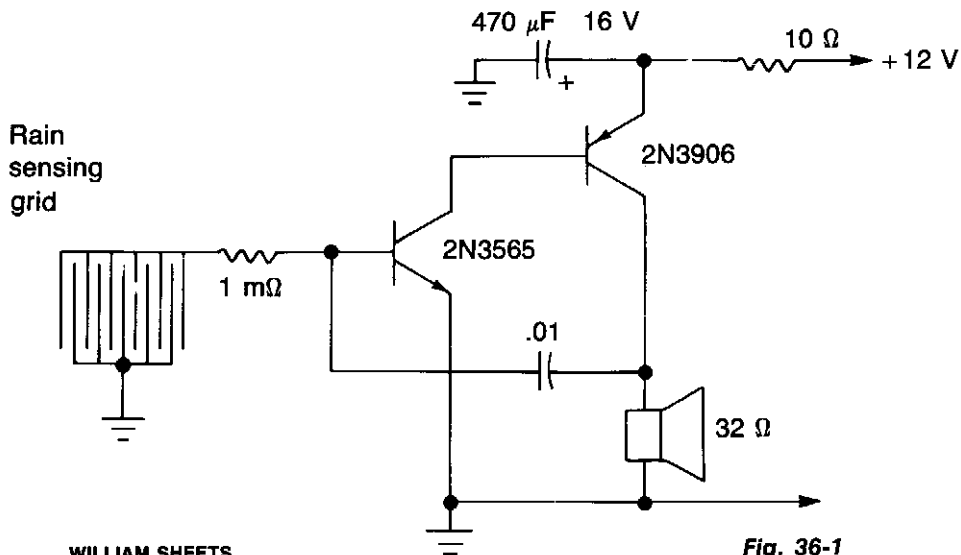 470 μF 16 V
10 Ω
+12 V
Rain
sensing
grid
2N3906
2N3565
1 mΩ
.01
+
32 Ω
WILLIAM SHEETS
Fig. 36-1